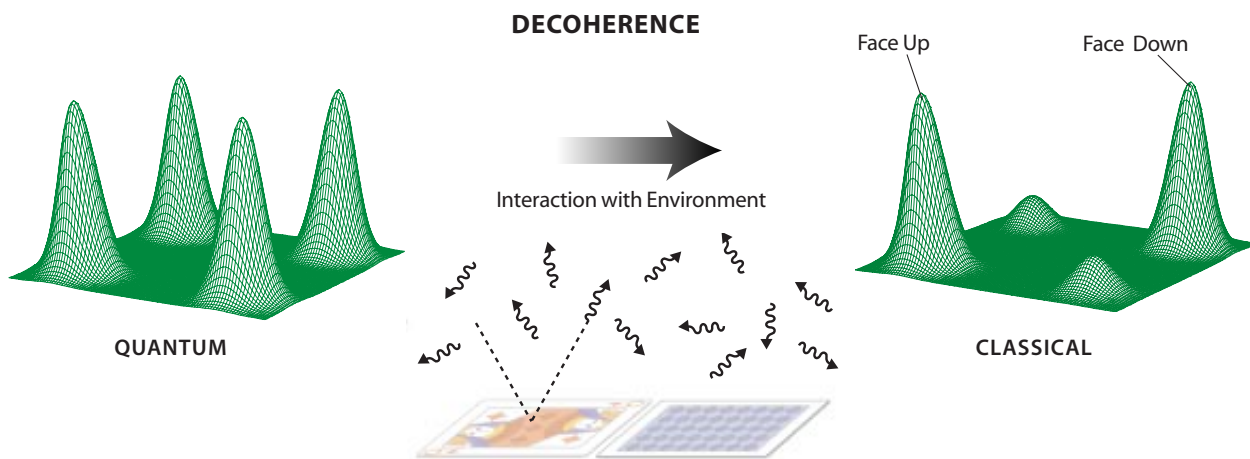 DECOHERENCE
Face Up
Face Down
Interaction with Environment
QUANTUM
CLASSICAL